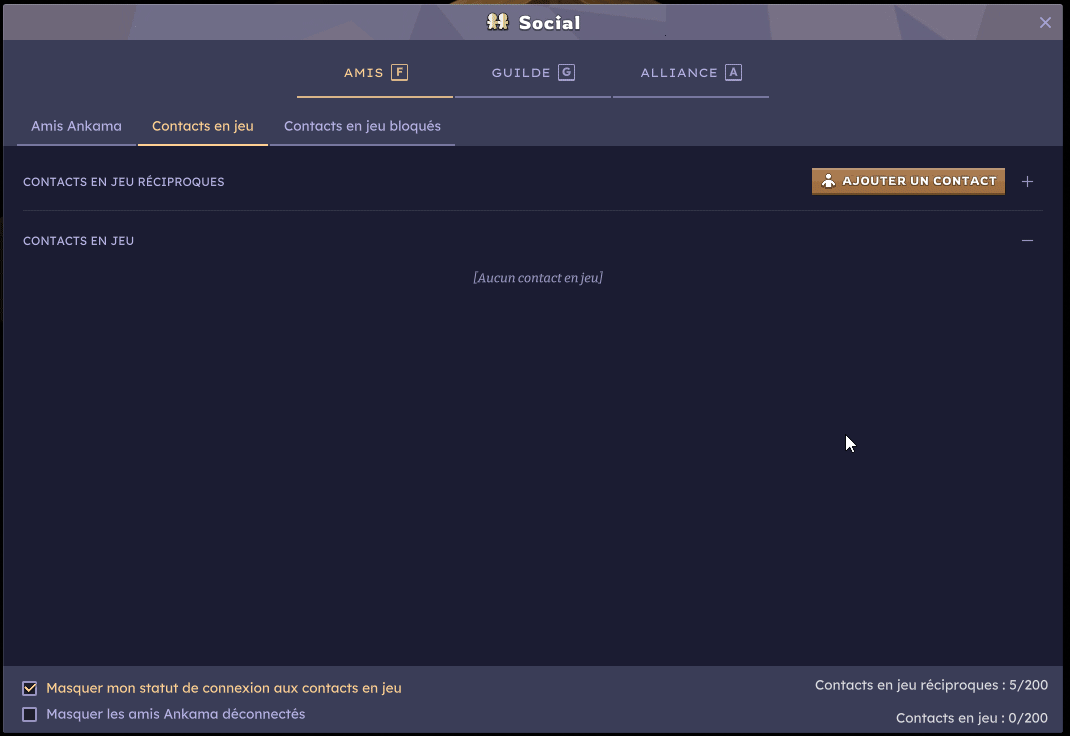 Social
AMIS F GUILDE G ALLIANCE A
Amis Ankama Contacts en jeu Contacts en jeu bloqués
CONTACTS EN JEU RÉCIPROQUES AJOUTER UN CONTACT
CONTACTS EN JEU
[Aucun contact en jeu]
Masquer mon statut de connexion aux contacts en jeu
Contacts en jeu réciproques : 5/200
Masquer les amis Ankama déconnectés
Contacts en jeu : 0/200